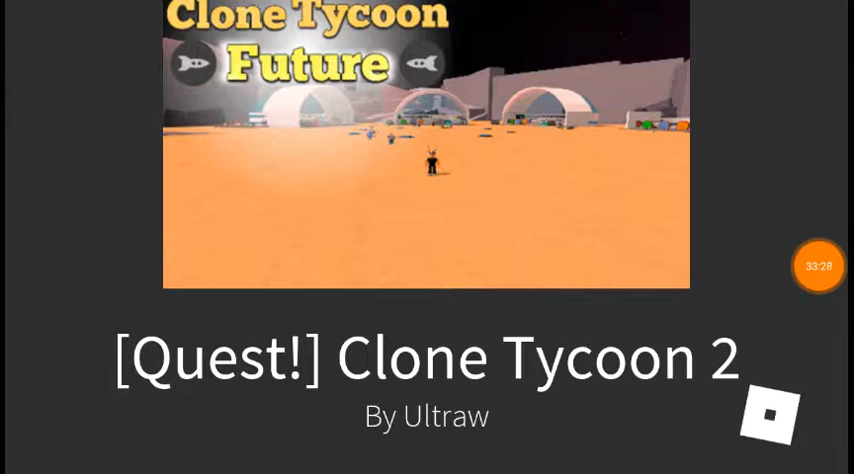 Clone Tycoon
Future
33:28
[Quest!] Clone Tycoon 2
By Ultraw